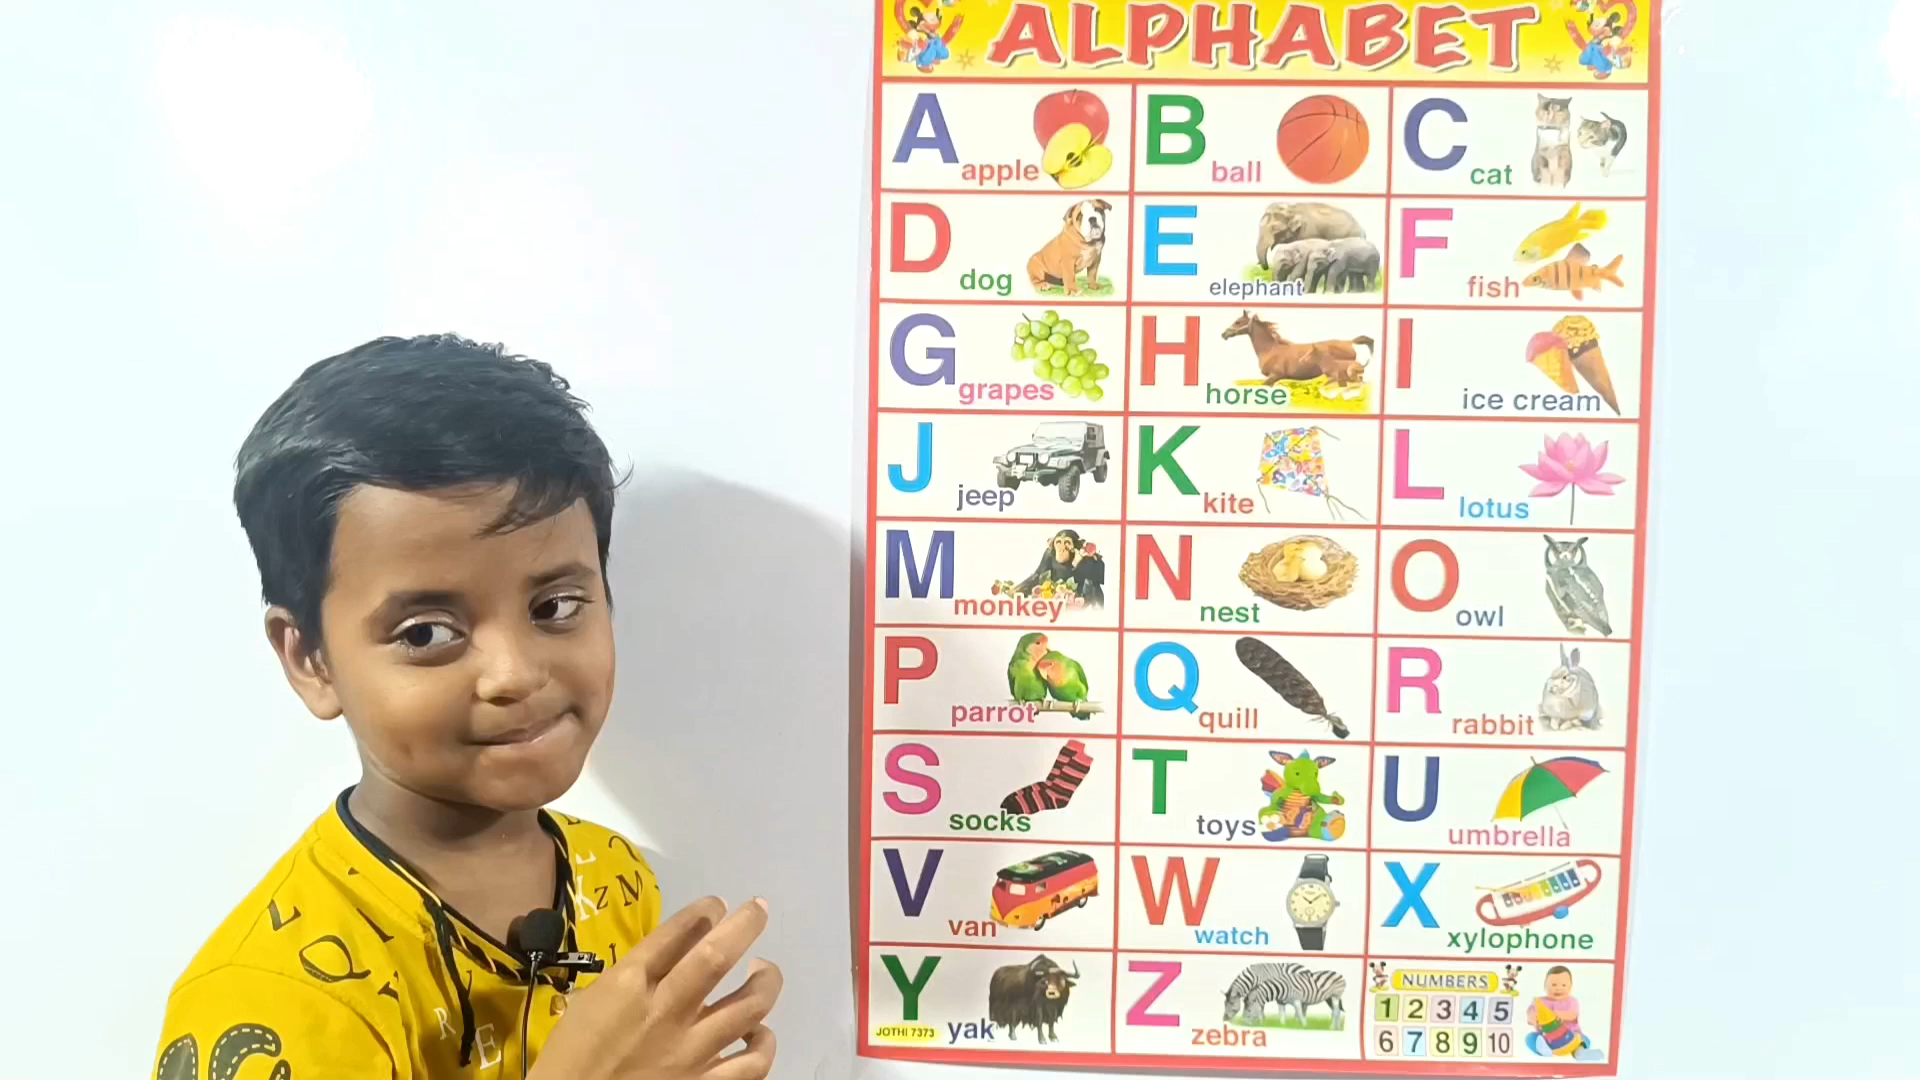 ALPHABET
A apple
B ball
C cat
D dog
E elephant
F fish
G grapes
H horse
I ice cream
J jeep
K kite
L lotus
M monkey
N nest
O owl
P parrot
Q quill
R rabbit
S socks
T toys
U umbrella
V van
W watch
X xylophone
Y yak
JOTHI 7373
Z zebra
NUMBERS
1 2 3 4 5
6 7 8 9 10
Z
Q
K Z M
R
E